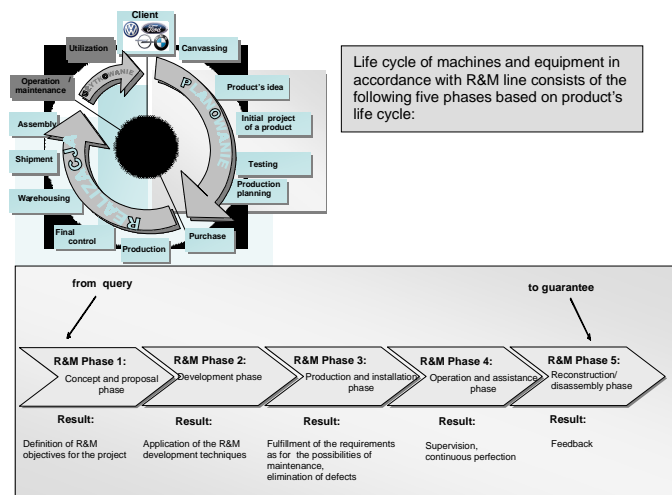 Client
Ford
Utilization
Canvassing
Operation
maintenance
Product's idea
Assembly
Initial project
of a product
Shipment
Testing
Production
planning
Warehousing
Final
control
Production
Purchase
PLANOWANIE
REALIZACJA
Life cycle of machines and equipment in
accordance with R&M line consists of the
following five phases based on product's
life cycle:
from query
to guarantee
R&M Phase 1:
Concept and proposal
phase
R&M Phase 2:
Development phase
R&M Phase 3:
Production and installation
phase
R&M Phase 4:
Operation and assistance
phase
R&M Phase 5:
Reconstruction/
disassembly phase
Result:
Definition of R&M
objectives for the project
Result:
Application of the R&M
development techniques
Result:
Fulfillment of the requirements
as for the possibilities of
maintenance,
elimination of defects
Result:
Supervision,
continuous perfection
Result:
Feedback